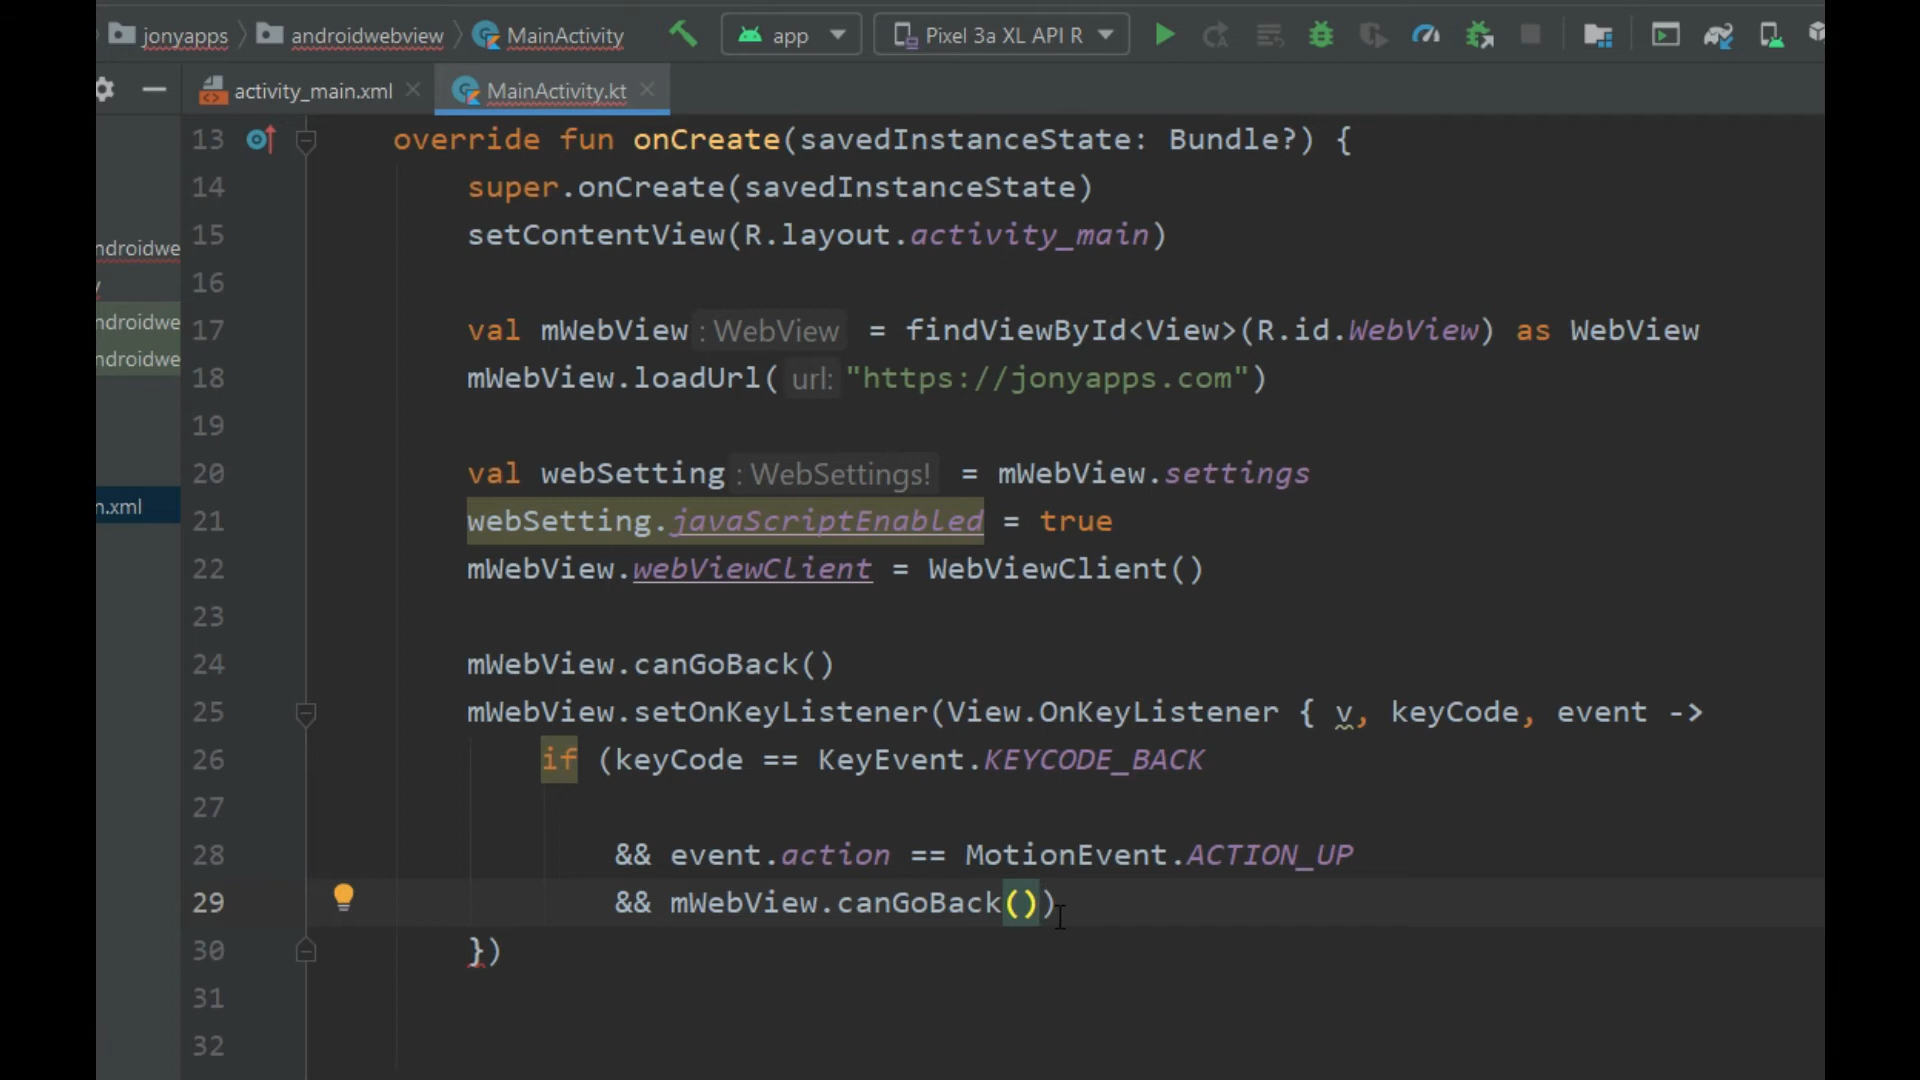 jonyapps androidwebview MainActivity app Pixel 3a XL API R
activity_main.xml MainActivity.kt
ndroidwe
ndroidwe
ndroidwe
n.xml
13 override fun onCreate(savedInstanceState: Bundle?) {
14 super.onCreate(savedInstanceState)
15 setContentView(R.layout.activity_main)
16
17 val mWebView : WebView = findViewById<View>(R.id.WebView) as WebView
18 mWebView.loadUrl( url: "https://jonyapps.com")
19
20 val webSetting : WebSettings! = mWebView.settings
21 webSetting.javaScriptEnabled = true
22 mWebView.webViewClient = WebViewClient()
23
24 mWebView.canGoBack()
25 mWebView.setOnKeyListener(View.OnKeyListener { v, keyCode, event ->
26 if (keyCode == KeyEvent.KEYCODE_BACK
27
28 && event.action == MotionEvent.ACTION_UP
29 && mWebView.canGoBack())
30 })
31
32